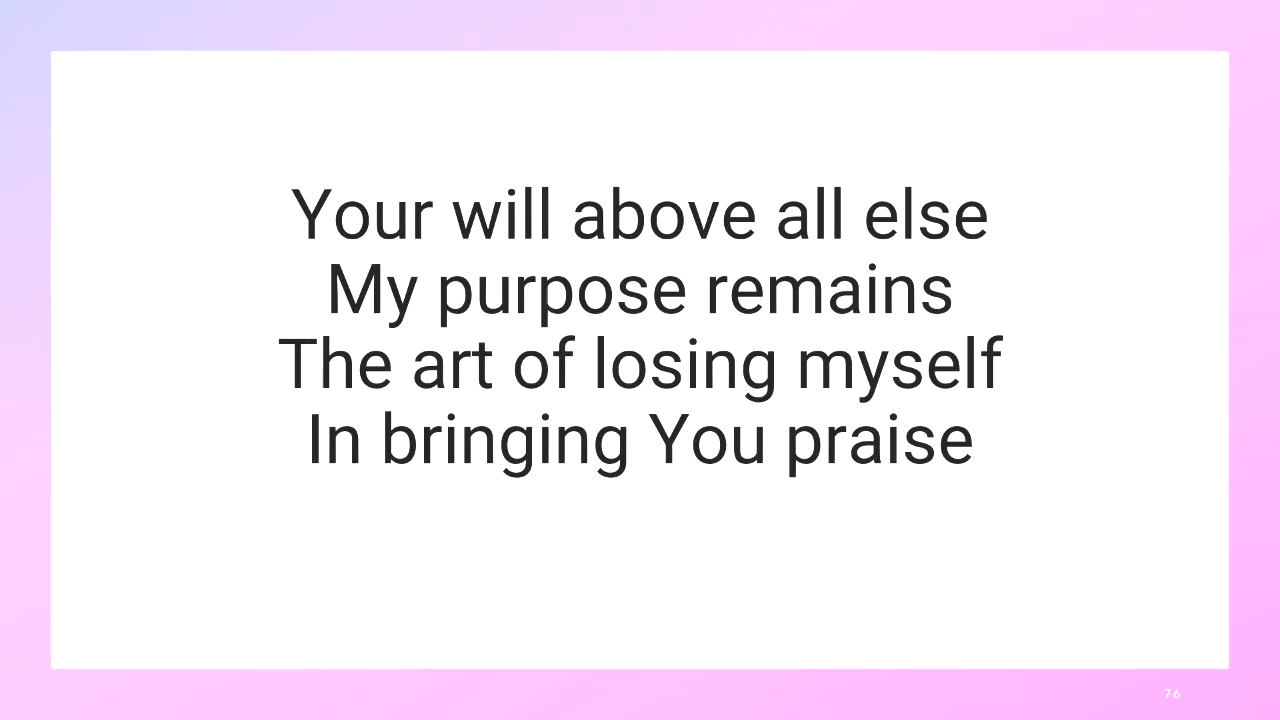 Your will above all else
My purpose remains
The art of losing myself
In bringing You praise
76